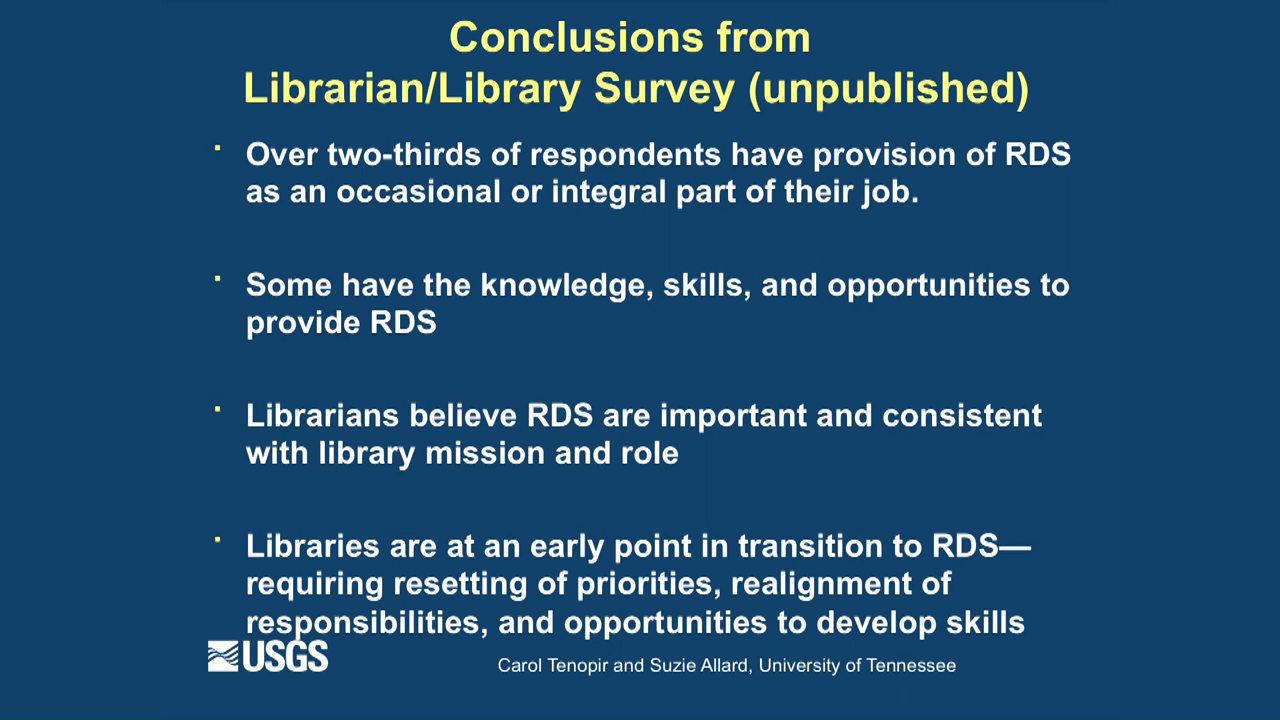 Conclusions from
Librarian/Library Survey (unpublished)
Over two-thirds of respondents have provision of RDS
as an occasional or integral part of their job.
Some have the knowledge, skills, and opportunities to
provide RDS
Librarians believe RDS are important and consistent
with library mission and role
Libraries are at an early point in transition to RDS—
requiring resetting of priorities, realignment of
responsibilities, and opportunities to develop skills
USGS
Carol Tenopir and Suzie Allard, University of Tennessee